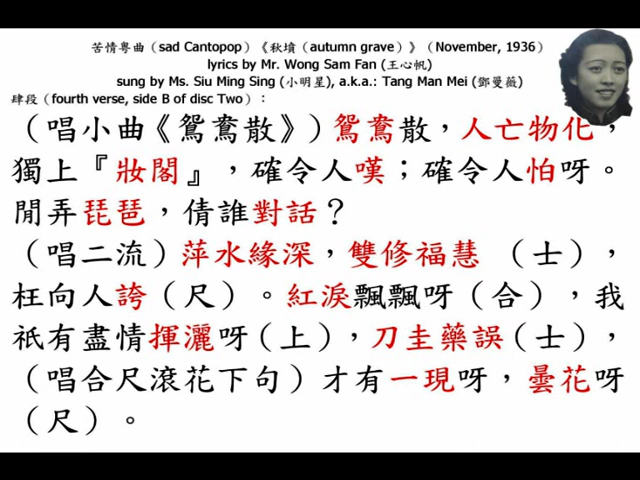 苦情粵曲（sad Cantopop）《秋墳（autumn grave）》（November, 1936）
lyrics by Mr. Wong Sam Fan (王心帆)
sung by Ms. Siu Ming Sing (小明星), a.k.a.: Tang Man Mei (鄧曼薇)
肆段（fourth verse, side B of disc Two）：
（唱小曲《鴛鴦散》）鴛鴦散，人亡物化，
獨上『妝閣』，確令人嘆；確令人怕呀。
閒弄琵琶，倩誰對話？
（唱二流）萍水緣深，雙修福慧（士），
枉向人誇（尺）。紅淚飄飄呀（合），我
祇有盡情揮灑呀（上），刀圭藥誤（士），
（唱合尺滾花下句）才有一現呀，曇花呀
（尺）。